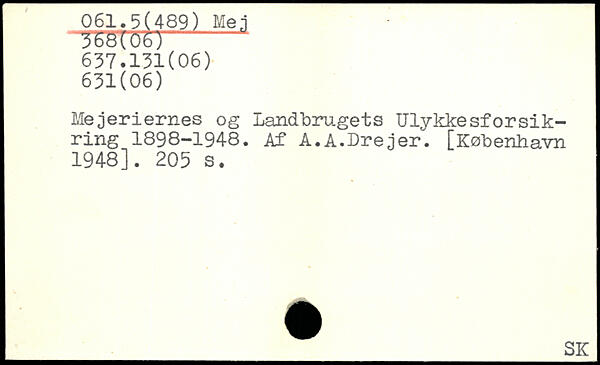 061.5(489) Mej
368(06)
637.131(06)
631(06)
Mejeriernes og Landbrugets Ulykkesforsik-
ring 1898-1948. Af A.A.Drejer. [København
1948]. 205 s.
SK